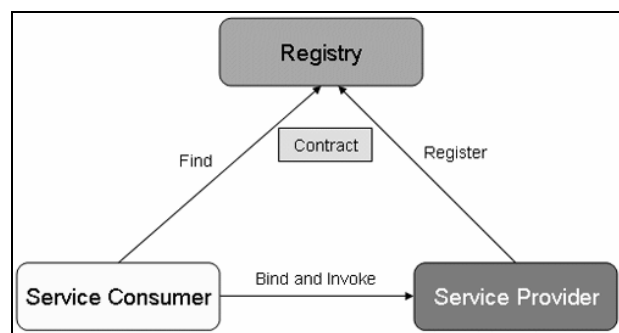 Registry
Contract
Find
Register
Bind and Invoke
Service Consumer
Service Provider